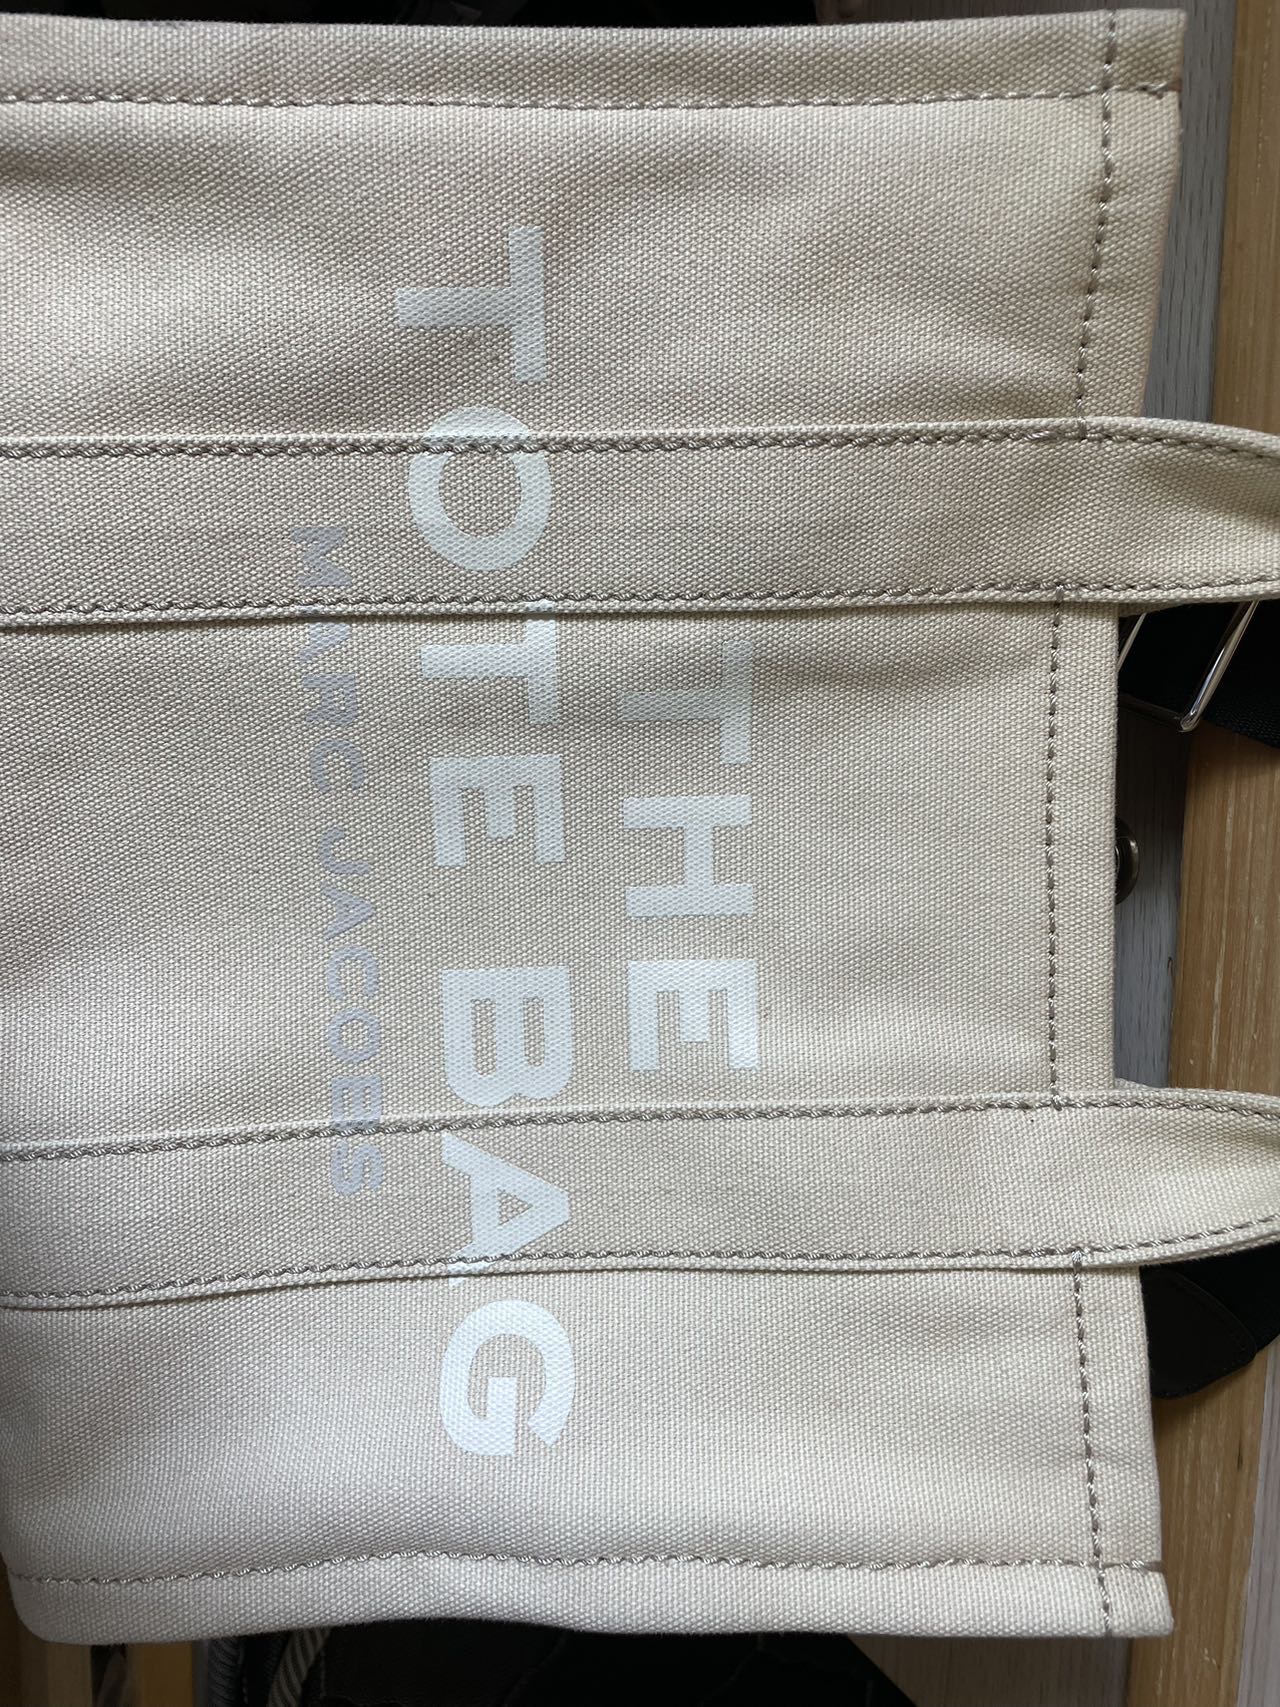 THE
TOTE BAG
MARC JACOBS